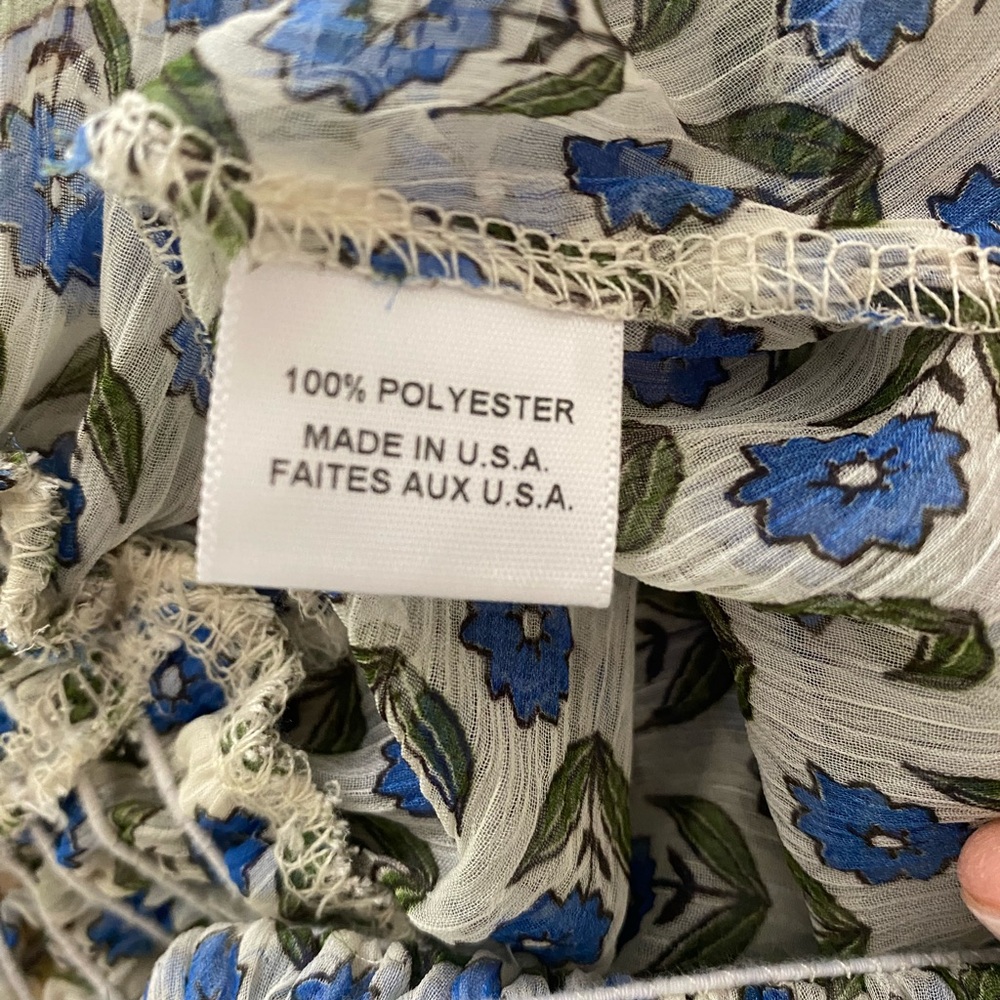 100% POLYESTER
MADE IN U.S.A.
FAITES AUX U.S.A.